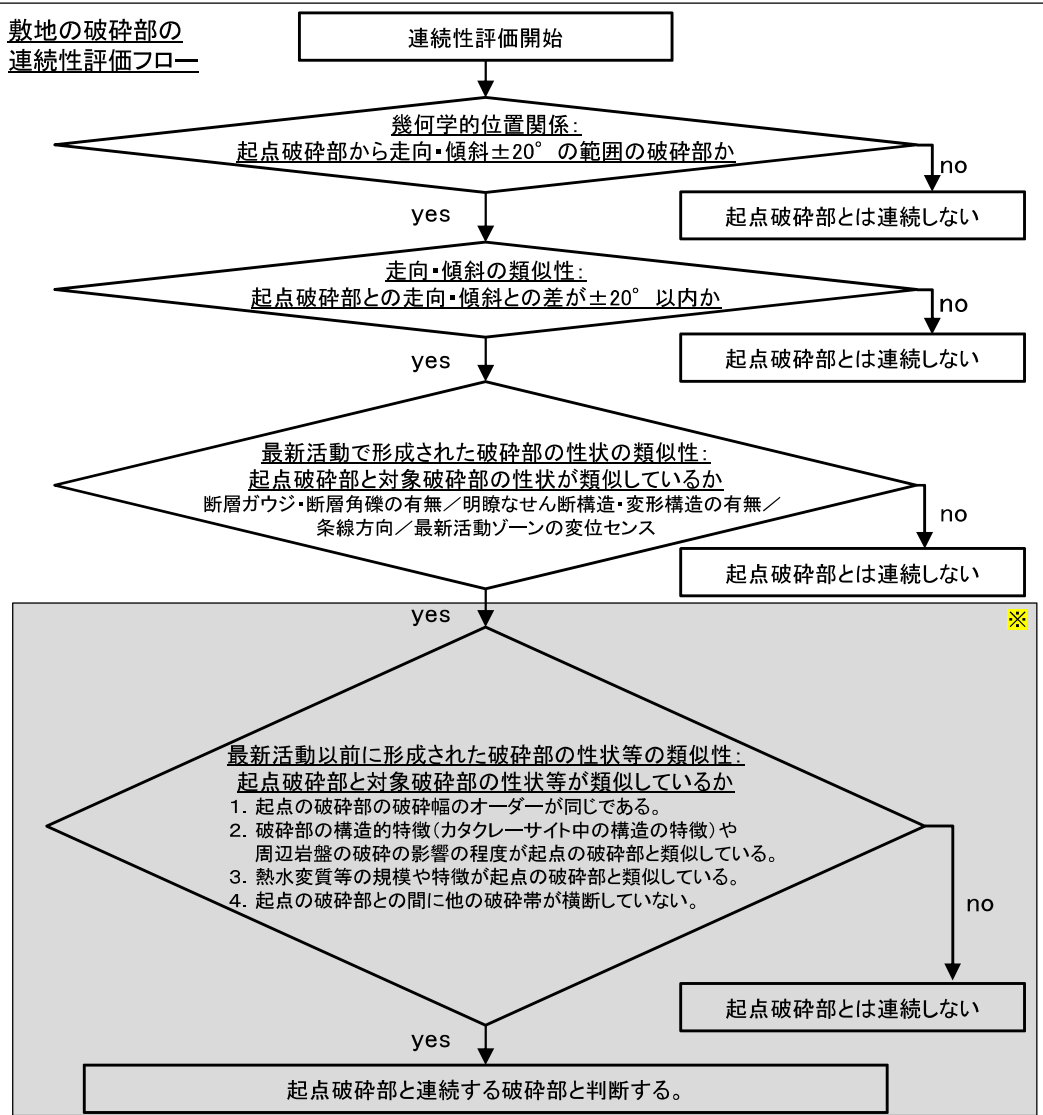 敷地の破砕部の
連続性評価フロー
連続性評価開始
幾何学的位置関係:
起点破砕部から走向・傾斜±20°の範囲の破砕部か
no
起点破砕部とは連続しない
yes
走向・傾斜の類似性:
起点破砕部との走向・傾斜との差が±20°以内か
no
起点破砕部とは連続しない
yes
最新活動で形成された破砕部の性状の類似性:
起点破砕部と対象破砕部の性状が類似しているか
断層ガウジ・断層角礫の有無/明瞭なせん断構造・変形構造の有無/
条線方向/最新活動ゾーンの変位センス
no
起点破砕部とは連続しない
yes
※
最新活動以前に形成された破砕部の性状等の類似性:
起点破砕部と対象破砕部の性状等が類似しているか
1. 起点の破砕部の破砕幅のオーダーが同じである。
2. 破砕部の構造的特徴(カタクレーサイト中の構造の特徴)や
周辺岩盤の破砕の影響の程度が起点の破砕部と類似している。
3. 熱水変質等の規模や特徴が起点の破砕部と類似している。
4. 起点の破砕部との間に他の破砕帯が横断していない。
no
起点破砕部とは連続しない
yes
起点破砕部と連続する破砕部と判断する。